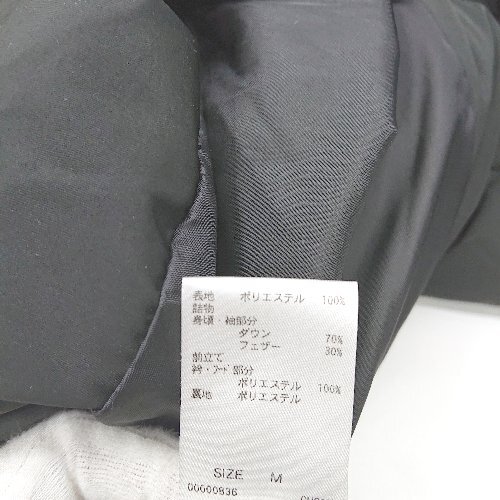 表地 ポリエステル 100%
詰物
身頃・袖部分
ダウン 70%
フェザー 30%
前立て
衿・フード部分
ポリエステル 100%
裏地 ポリエステル
SIZE M
00000936